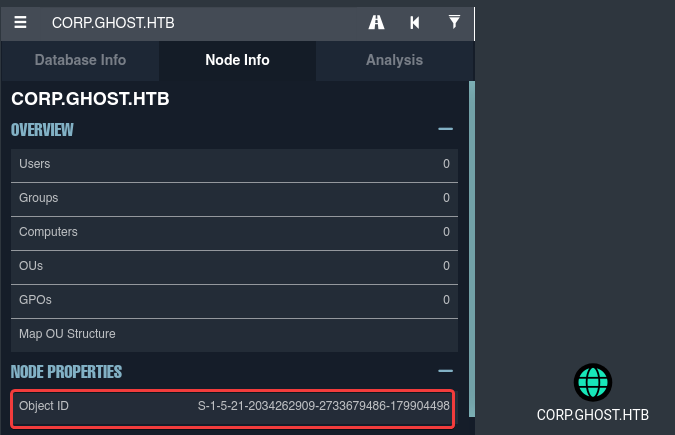 CORP.GHOST.HTB
Database Info Node Info Analysis
CORP.GHOST.HTB
OVERVIEW
Users 0
Groups 0
Computers 0
OUs 0
GPOs 0
Map OU Structure
NODE PROPERTIES
Object ID S-1-5-21-2034262909-2733679486-179904498
CORP.GHOST.HTB